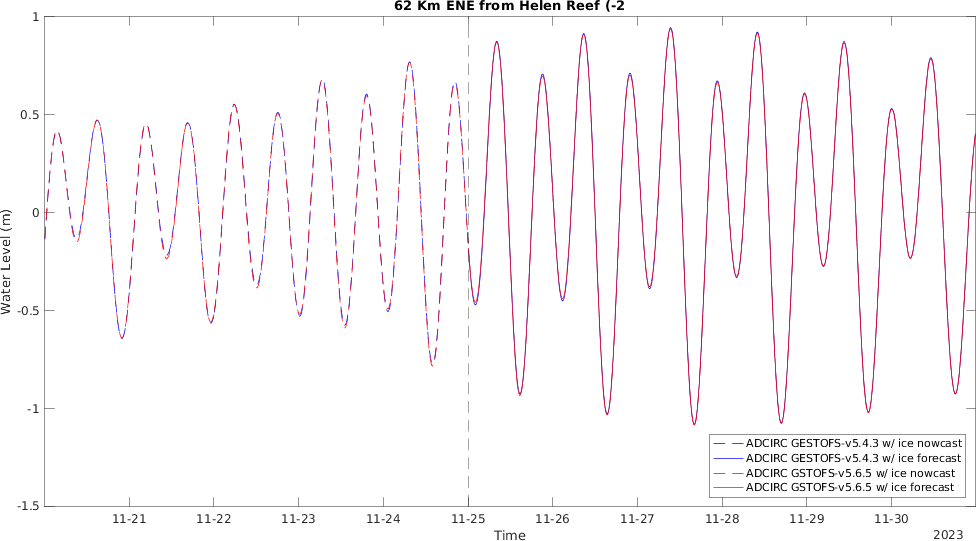 62 Km ENE from Helen Reef (-2
1
0.5
0
-0.5
-1
-1.5
Water Level (m)
ADCIRC GESTOFS-v5.4.3 w/ ice nowcast
ADCIRC GESTOFS-v5.4.3 w/ ice forecast
ADCIRC GSTOFS-v5.6.5 w/ ice nowcast
ADCIRC GSTOFS-v5.6.5 w/ ice forecast
11-21 11-22 11-23 11-24 11-25 11-26 11-27 11-28 11-29 11-30
Time
2023